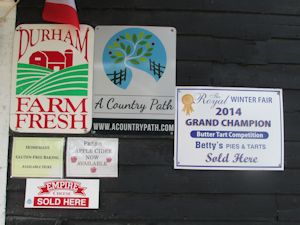 DURHAM
FARM
FRESH
A Country Path
WWW.ACOUNTRYPATH.COM
The
Royal WINTER FAIR
2014
GRAND CHAMPION
Butter Tart Competition
Betty's PIES & TARTS
Sold Here
HOMEMADE
GLUTEN-FREE BAKING
AVAILABLE HERE
FRESH
APPLE CIDER
NOW
AVAILABLE
EMPIRE
CHEESE
SOLD HERE